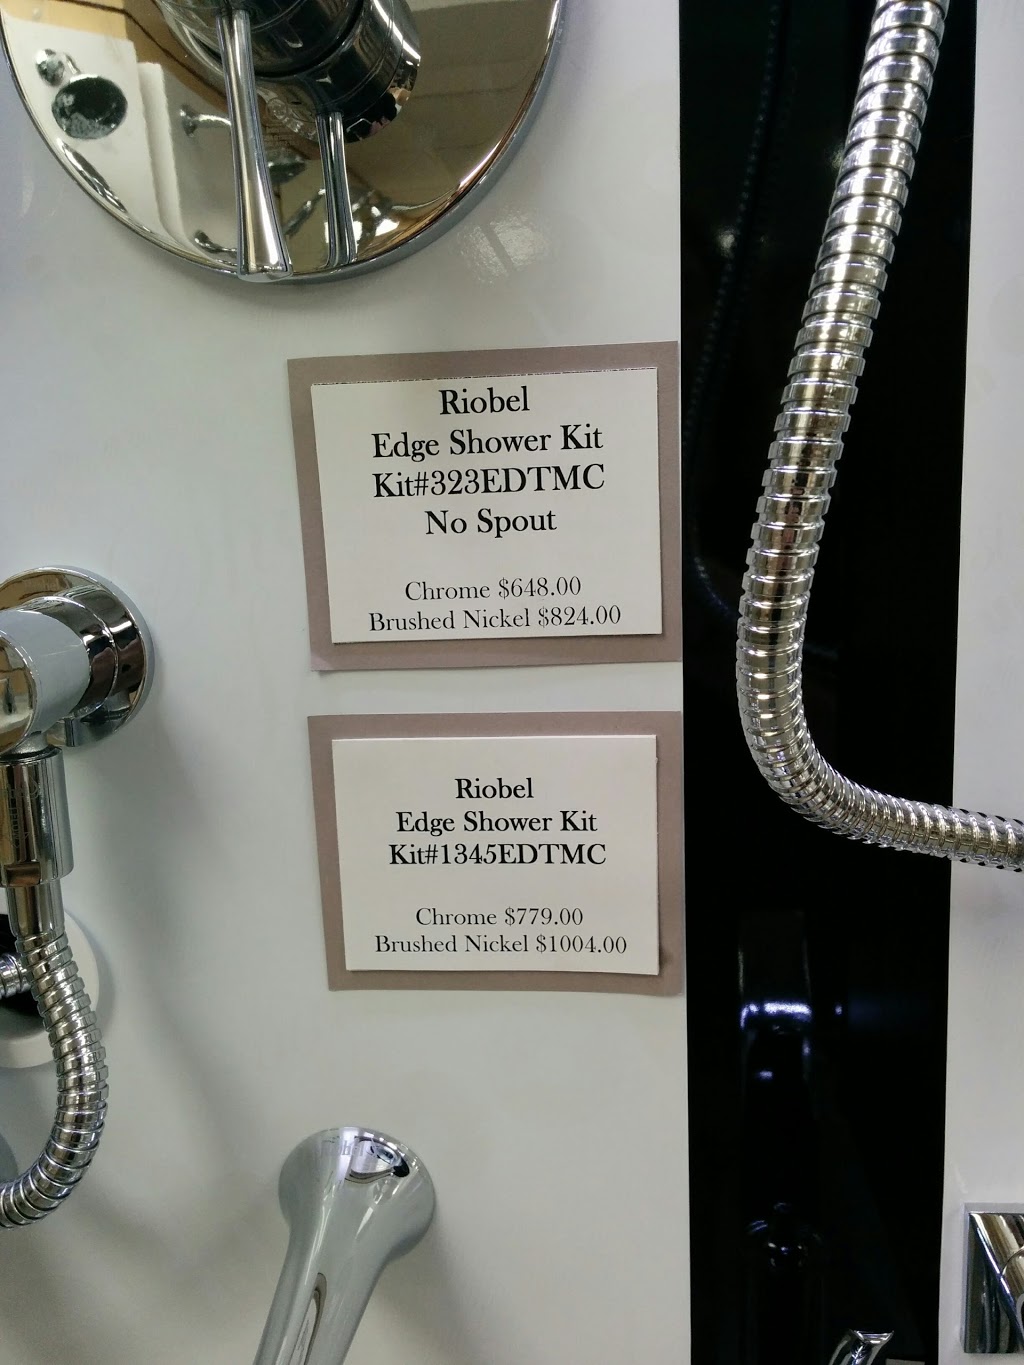 Riobel
Edge Shower Kit
Kit#323EDTMC
No Spout
Chrome $648.00
Brushed Nickel $824.00
Riobel
Edge Shower Kit
Kit#1345EDTMC
Chrome $779.00
Brushed Nickel $1004.00